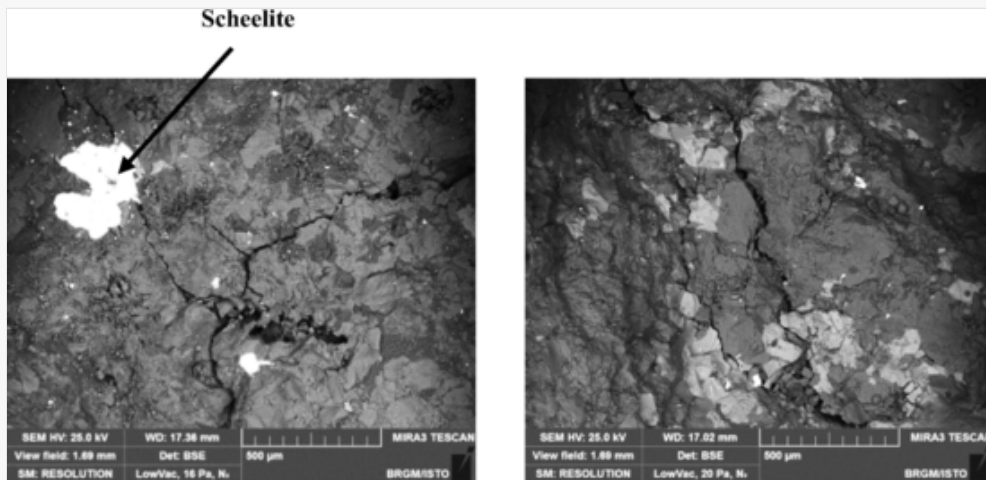 Scheelite
SEM HV: 25.0 kV WD: 17.36 mm MIRA3 TESCAN
View field: 1.69 mm Det: BSE 500 µm
SM: RESOLUTION LowVac, 16 Pa, N₂ BRGM/ISTO
SEM HV: 25.0 kV WD: 17.02 mm MIRA3 TESCAN
View field: 1.69 mm Det: BSE 500 µm
SM: RESOLUTION LowVac, 20 Pa, N₂ BRGM/ISTO